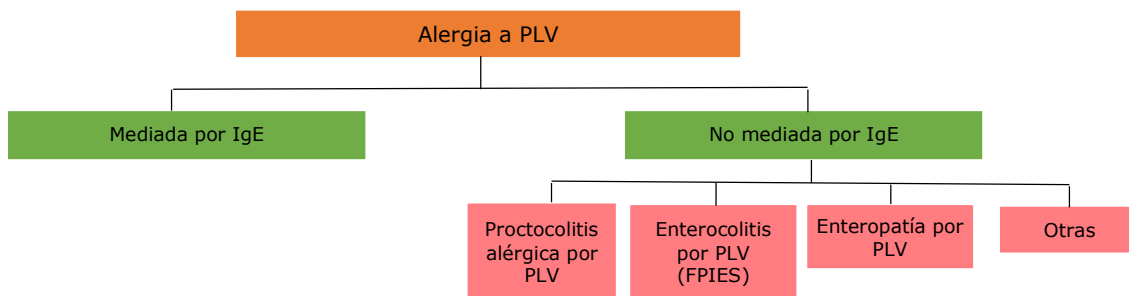 Alergia a PLV
Mediada por IgE
No mediada por IgE
Proctocolitis
alérgica por
PLV
Enterocolitis
por PLV
(FPIES)
Enteropatía por
PLV
Otras